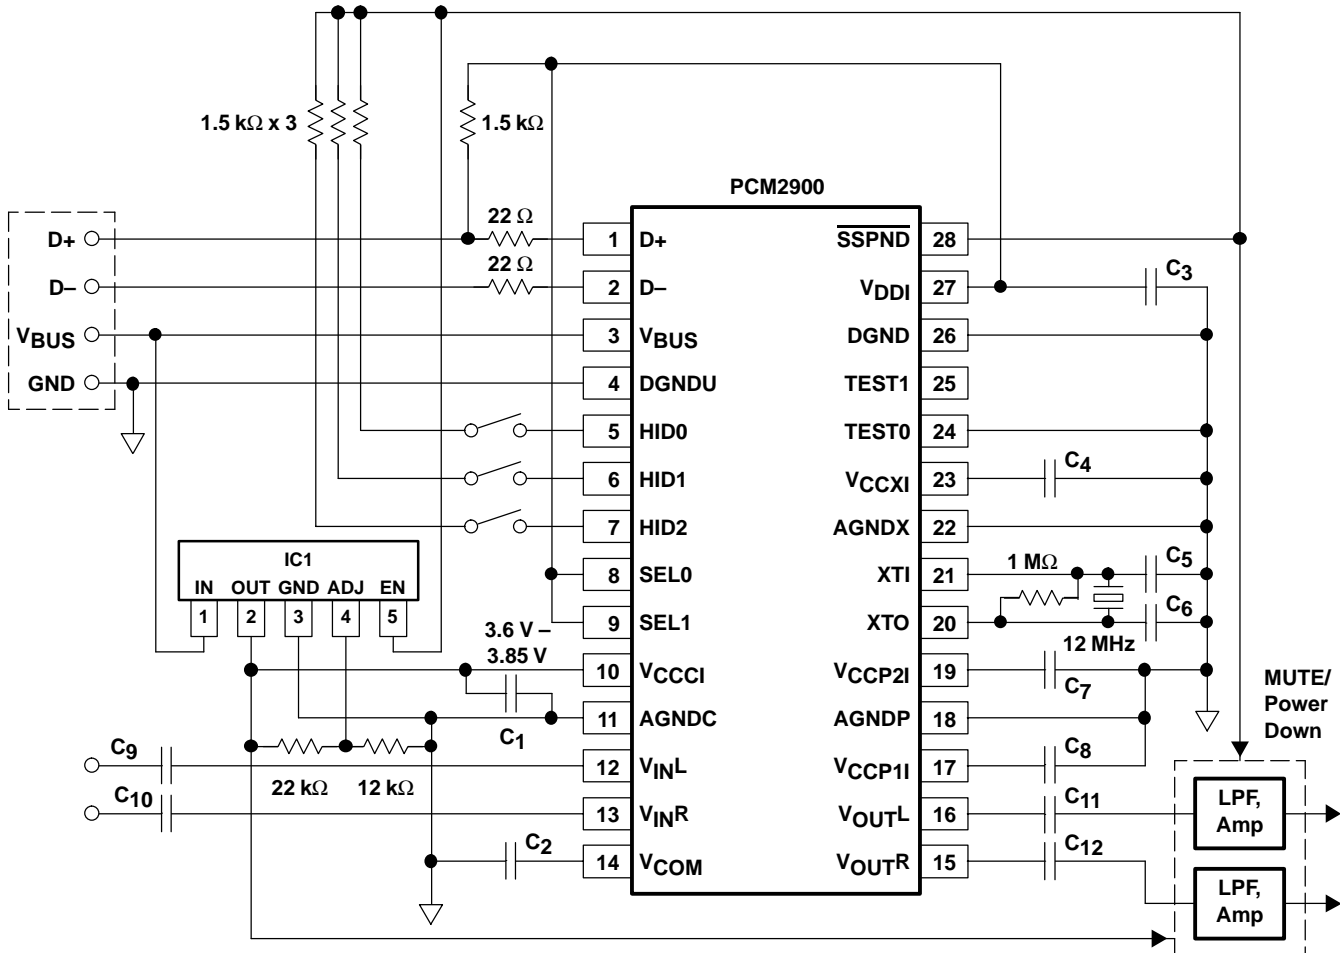 1.5 kΩ x 3
1.5 kΩ
PCM2900
22 Ω
22 Ω
D+
D–
VBUS
GND
1 D+
2 D–
3 VBUS
4 DGNDU
5 HID0
6 HID1
7 HID2
8 SEL0
9 SEL1
10 VCCCI
11 AGNDC
12 VINL
13 VINR
14 VCOM
SSPND 28
VDDI 27
DGND 26
TEST1 25
TEST0 24
VCCXI 23
AGNDX 22
XTI 21
XTO 20
VCCP2I 19
AGNDP 18
VCCP1I 17
VOUTL 16
VOUTR 15
IC1
IN OUT GND ADJ EN
1 2 3 4 5
3.6 V –
3.85 V
C1
22 kΩ
12 kΩ
C9
C10
C2
C3
C4
1 MΩ
C5
C6
12 MHz
C7
C8
C11
C12
MUTE/
Power
Down
LPF,
Amp
LPF,
Amp